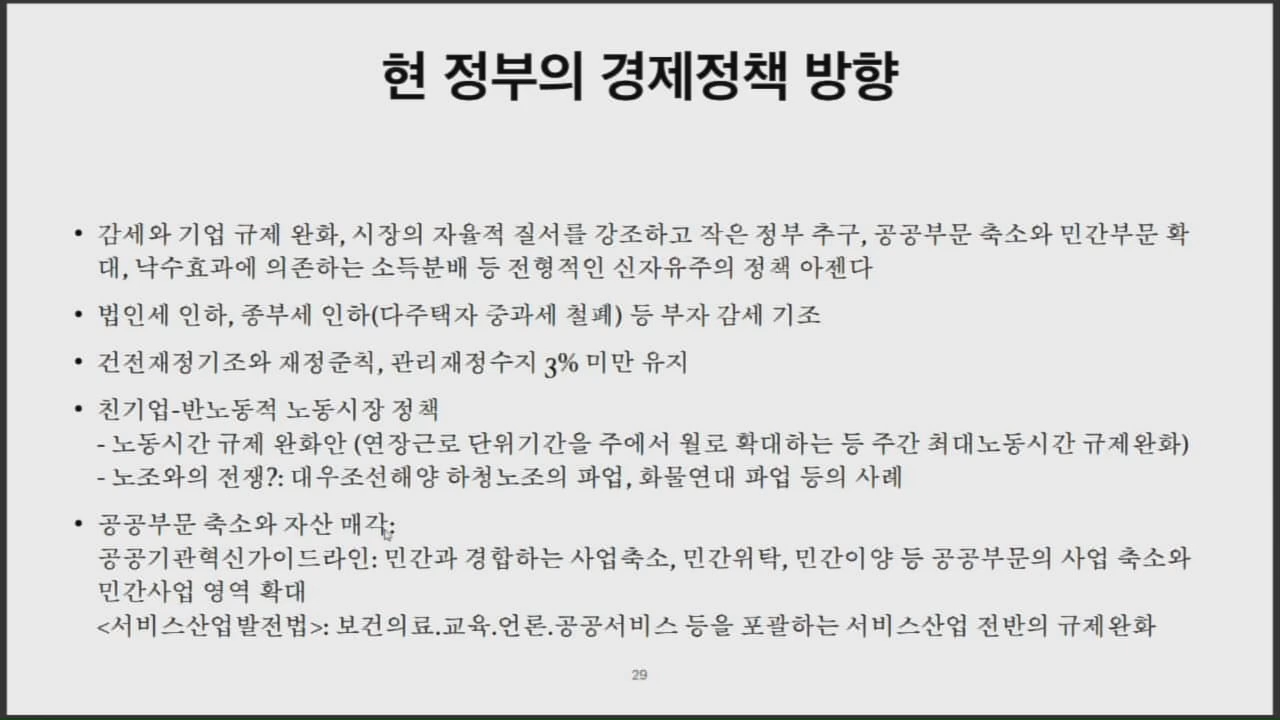 현 정부의 경제정책 방향
• 감세와 기업 규제 완화, 시장의 자율적 질서를 강조하고 작은 정부 추구, 공공부문 축소와 민간부문 확
대, 낙수효과에 의존하는 소득분배 등 전형적인 신자유주의 정책 아젠다
• 법인세 인하, 종부세 인하(다주택자 중과세 철폐) 등 부자 감세 기조
• 건전재정기조와 재정준칙, 관리재정수지 3% 미만 유지
• 친기업-반노동적 노동시장 정책
- 노동시간 규제 완화안 (연장근로 단위기간을 주에서 월로 확대하는 등 주간 최대노동시간 규제완화)
- 노조와의 전쟁?: 대우조선해양 하청노조의 파업, 화물연대 파업 등의 사례
• 공공부문 축소와 자산 매각:
공공기관혁신가이드라인: 민간과 경합하는 사업축소, 민간위탁, 민간이양 등 공공부문의 사업 축소와
민간사업 영역 확대
<서비스산업발전법>: 보건의료.교육.언론.공공서비스 등을 포괄하는 서비스산업 전반의 규제완화
29